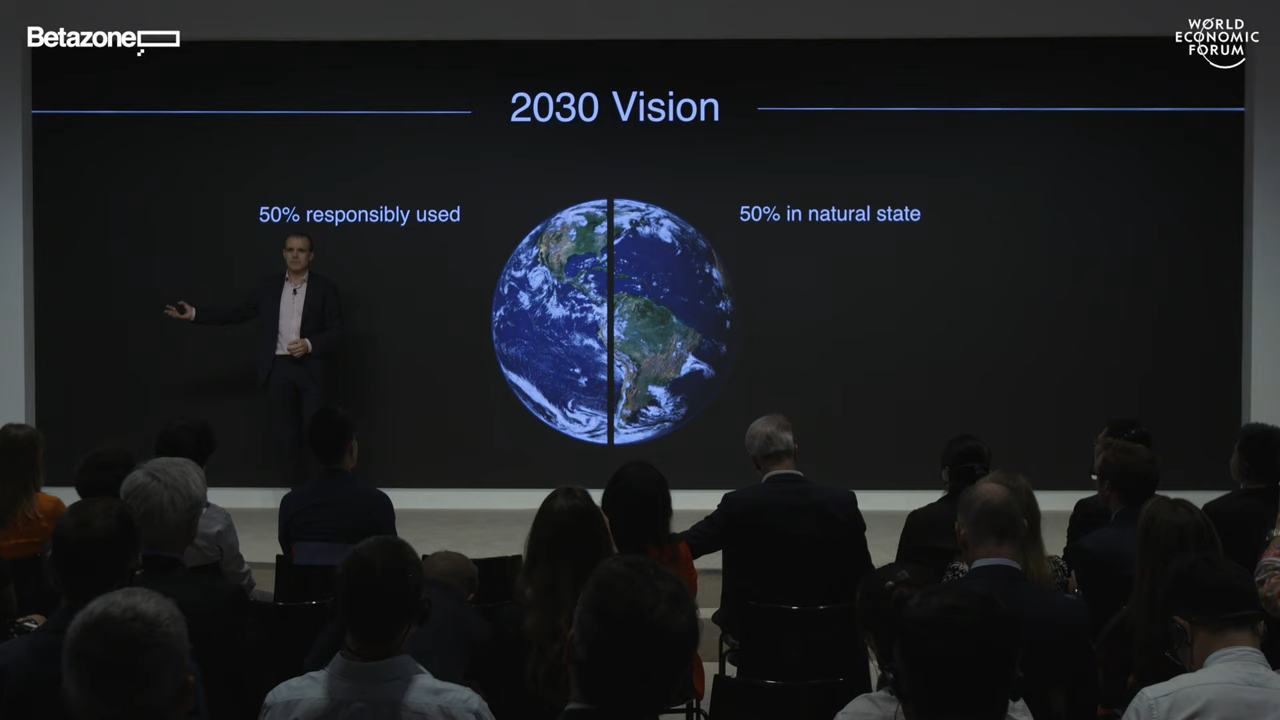 Betazone
WORLD
ECONOMIC
FORUM
2030 Vision
50% responsibly used
50% in natural state